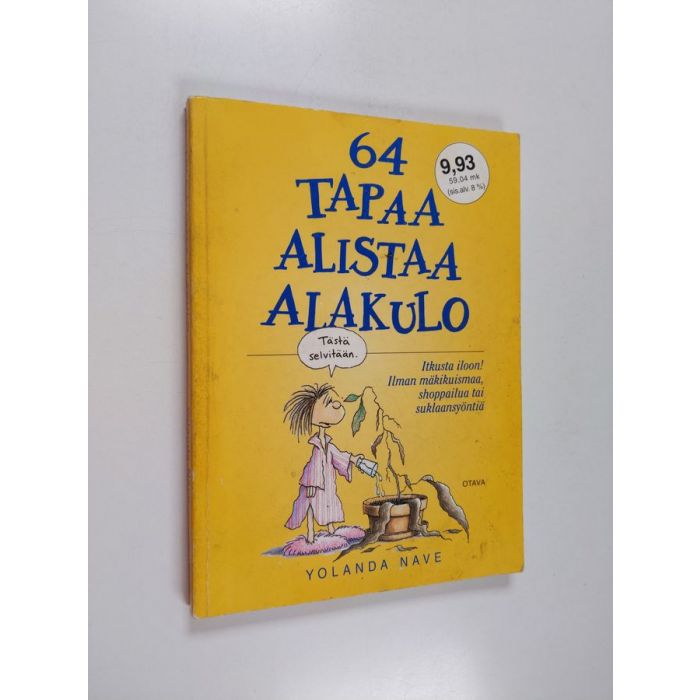 64
TAPAA
ALISTAA
ALAKULO
9,93
59,04 mk
(sis.alv. 8 %)
Tästä
selvitään.
Itkusta iloon!
Ilman mäkikuismaa,
shoppailua tai
suklaansyöntiä
OTAVA
YOLANDA NAVE